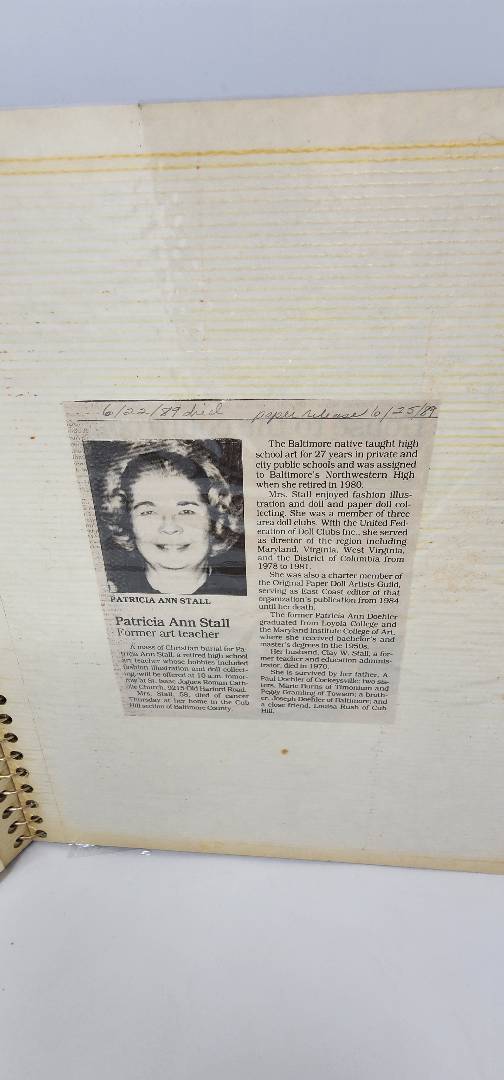 6/22/89 died paper release 6/25/89
PATRICIA ANN STALL
Patricia Ann Stall
Former art teacher
A mass of Christian burial for Pa-
tricia Ann Stall, a retired high school
art teacher whose hobbies included
fashion illustration and doll collect-
ing, will be offered at 10 a.m. tomor-
row at St. Isaac Jogues Roman Cath-
olic Church, 9215 Old Harford Road.
Mrs. Stall, 58, died of cancer
Thursday at her home in the Cub
Hill section of Baltimore County.
The Baltimore native taught high
school art for 27 years in private and
city public schools and was assigned
to Baltimore's Northwestern High
when she retired in 1980.
Mrs. Stall enjoyed fashion illus-
tration and doll and paper doll col-
lecting. She was a member of three
area doll clubs. With the United Fed-
eration of Doll Clubs Inc., she served
as director of the region including
Maryland, Virginia, West Virginia,
and the District of Columbia from
1978 to 1981.
She was also a charter member of
the Original Paper Doll Artists Guild,
serving as East Coast editor of that
organization's publication from 1984
until her death.
The former Patricia Ann Doehler
graduated from Loyola College and
the Maryland Institute College of Art,
where she received bachelor's and
master's degrees in the 1950s.
Her husband, Clay W. Stall, a for-
mer teacher and education adminis-
trator, died in 1970.
She is survived by her father, A.
Paul Doehler of Cockeysville; two sis-
ters, Marie Burns of Timonium and
Peggy Gramling of Towson; a broth-
er, Joseph Doehler of Baltimore; and
a close friend, Louisa Rush of Cub
Hill.